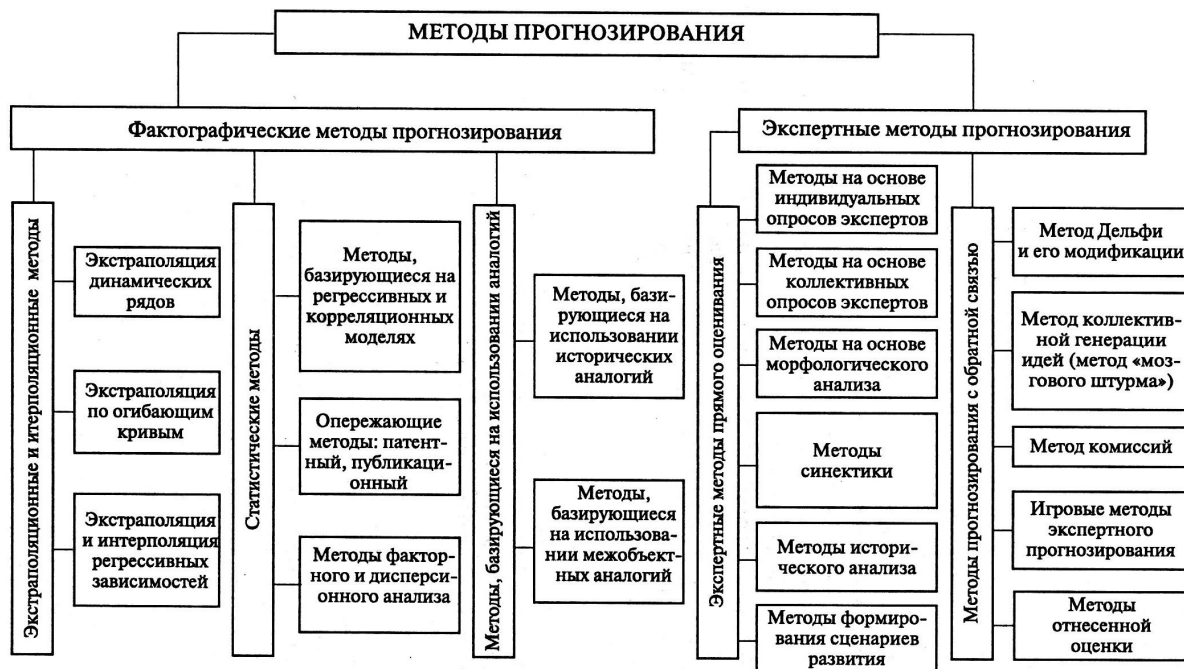 МЕТОДЫ ПРОГНОЗИРОВАНИЯ
Фактографические методы прогнозирования
Экстраполяционные и итерполяционные методы
Экстраполяция
динамических
рядов
Экстраполяция
по огибающим
кривым
Экстраполяция
и интерполяция
регрессивных
зависимостей
Статистические методы
Методы,
базирующиеся на
регрессивных и
корреляционных
моделях
Опережающие
методы: патент-
ный, публикаци-
онный
Методы фактор-
ного и дисперси-
онного анализа
Методы, базирующиеся на использовании аналогий
Методы, бази-
рующиеся на
использовании
исторических
аналогий
Методы,
базирующиеся
на использова-
нии межобъект-
ных аналогий
Экспертные методы прогнозирования
Экспертные методы прямого оценивания
Методы на основе
индивидуальных
опросов экспертов
Методы на основе
коллективных
опросов экспертов
Методы на основе
морфологического
анализа
Методы
синектики
Методы истори-
ческого анализа
Методы формиро-
вания сценариев
развития
Методы прогнозирования с обратной связью
Метод Дельфи
и его модификации
Метод коллектив-
ной генерации
идей (метод «моз-
гового штурма»)
Метод комиссий
Игровые методы
экспертного
прогнозирования
Методы
отнесенной
оценки